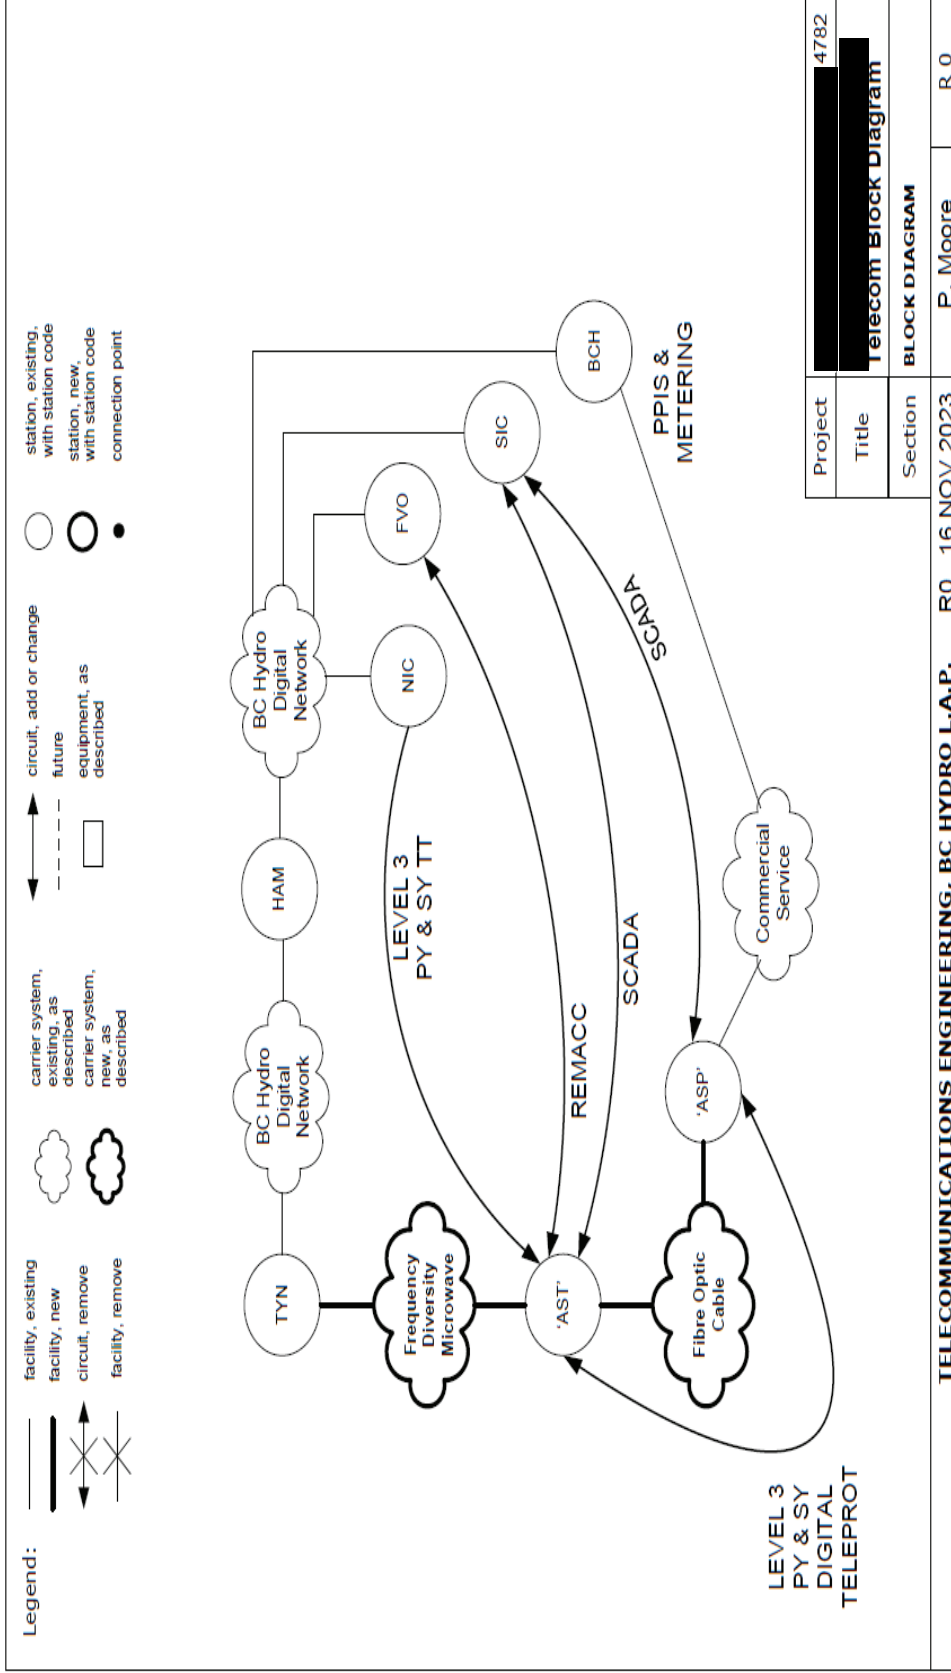 Legend:
facility, existing
facility, new
circuit, remove
facility, remove
carrier system,
existing, as
described
carrier system,
new, as
described
circuit, add or change
future
equipment, as
described
station, existing,
with station code
station, new,
with station code
connection point
TYN
BC Hydro
Digital
Network
HAM
BC Hydro
Digital
Network
NIC
FVO
SIC
BCH
Frequency
Diversity
Microwave
'AST'
Fibre Optic
Cable
'ASP'
Commercial
Service
LEVEL 3
PY & SY TT
REMACC
SCADA
SCADA
PPIS &
METERING
LEVEL 3
PY & SY
DIGITAL
TELEPROT
Project 4782
Title
Telecom Block Diagram
Section BLOCK DIAGRAM
TELECOMMUNICATIONS ENGINEERING, BC HYDRO L.A.P. R0 16 NOV 2023 P. Moore R 0